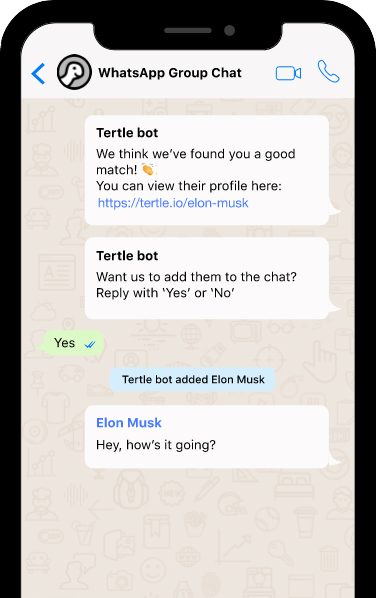 WhatsApp Group Chat
Tertle bot
We think we’ve found you a good
match! 👏
You can view their profile here:
https://tertle.io/elon-musk
Tertle bot
Want us to add them to the chat?
Reply with ‘Yes’ or ‘No’
Yes
Tertle bot added Elon Musk
Elon Musk
Hey, how’s it going?